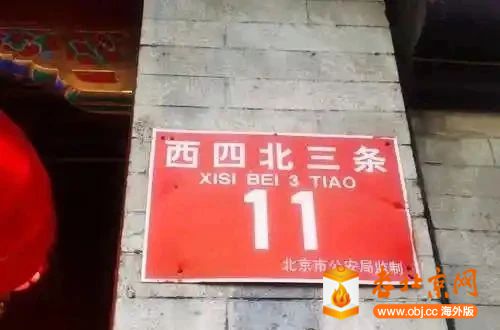 西四北三条
XISI BEI 3 TIAO
11
北京市公安局监制
老北京网
www.obj.cc 海外版